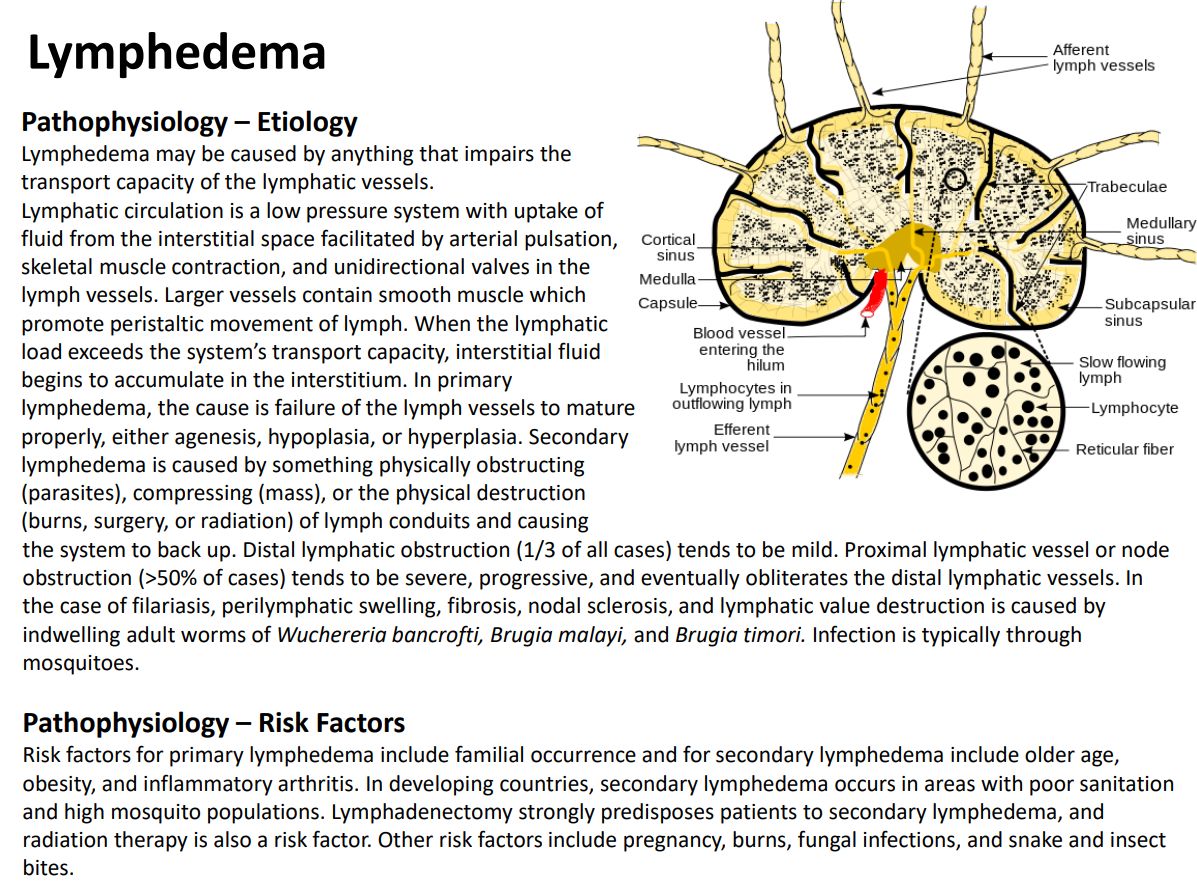 Lymphedema
Pathophysiology – Etiology
Lymphedema may be caused by anything that impairs the
transport capacity of the lymphatic vessels.
Lymphatic circulation is a low pressure system with uptake of
fluid from the interstitial space facilitated by arterial pulsation,
skeletal muscle contraction, and unidirectional valves in the
lymph vessels. Larger vessels contain smooth muscle which
promote peristaltic movement of lymph. When the lymphatic
load exceeds the system's transport capacity, interstitial fluid
begins to accumulate in the interstitium. In primary
lymphedema, the cause is failure of the lymph vessels to mature
properly, either agenesis, hypoplasia, or hyperplasia. Secondary
lymphedema is caused by something physically obstructing
(parasites), compressing (mass), or the physical destruction
(burns, surgery, or radiation) of lymph conduits and causing
the system to back up. Distal lymphatic obstruction (1/3 of all cases) tends to be mild. Proximal lymphatic vessel or node
obstruction (>50% of cases) tends to be severe, progressive, and eventually obliterates the distal lymphatic vessels. In
the case of filariasis, perilymphatic swelling, fibrosis, nodal sclerosis, and lymphatic value destruction is caused by
indwelling adult worms of Wuchereria bancrofti, Brugia malayi, and Brugia timori. Infection is typically through
mosquitoes.
Afferent
lymph vessels
Trabeculae
Medullary
sinus
Cortical
sinus
Medulla
Capsule
Subcapsular
sinus
Blood vessel
entering the
hilum
Slow flowing
lymph
Lymphocytes in
outflowing lymph
Lymphocyte
Efferent
lymph vessel
Reticular fiber
Pathophysiology – Risk Factors
Risk factors for primary lymphedema include familial occurrence and for secondary lymphedema include older age,
obesity, and inflammatory arthritis. In developing countries, secondary lymphedema occurs in areas with poor sanitation
and high mosquito populations. Lymphadenectomy strongly predisposes patients to secondary lymphedema, and
radiation therapy is also a risk factor. Other risk factors include pregnancy, burns, fungal infections, and snake and insect
bites.